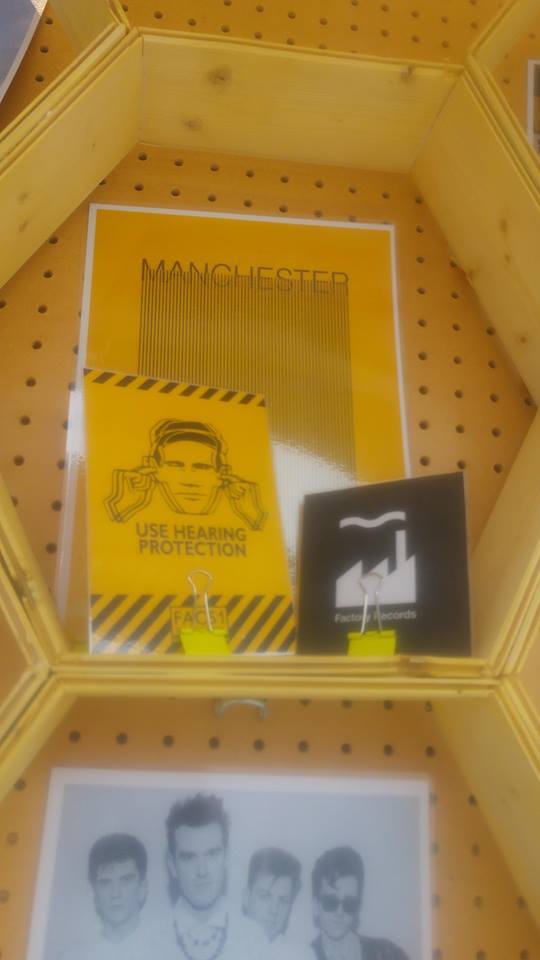 MANCHESTER
USE HEARING
PROTECTION
FAC51
Factory Records